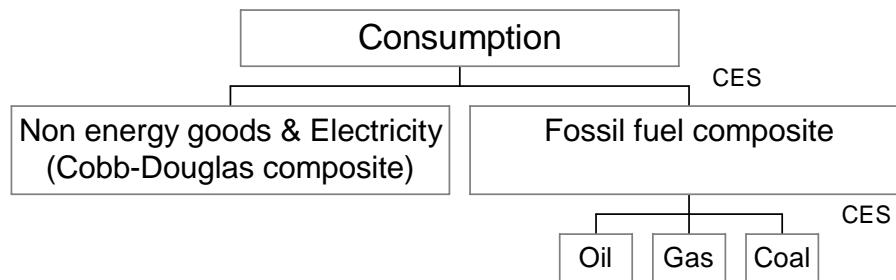 Consumption
CES
Non energy goods & Electricity
(Cobb-Douglas composite)
Fossil fuel composite
CES
Oil
Gas
Coal